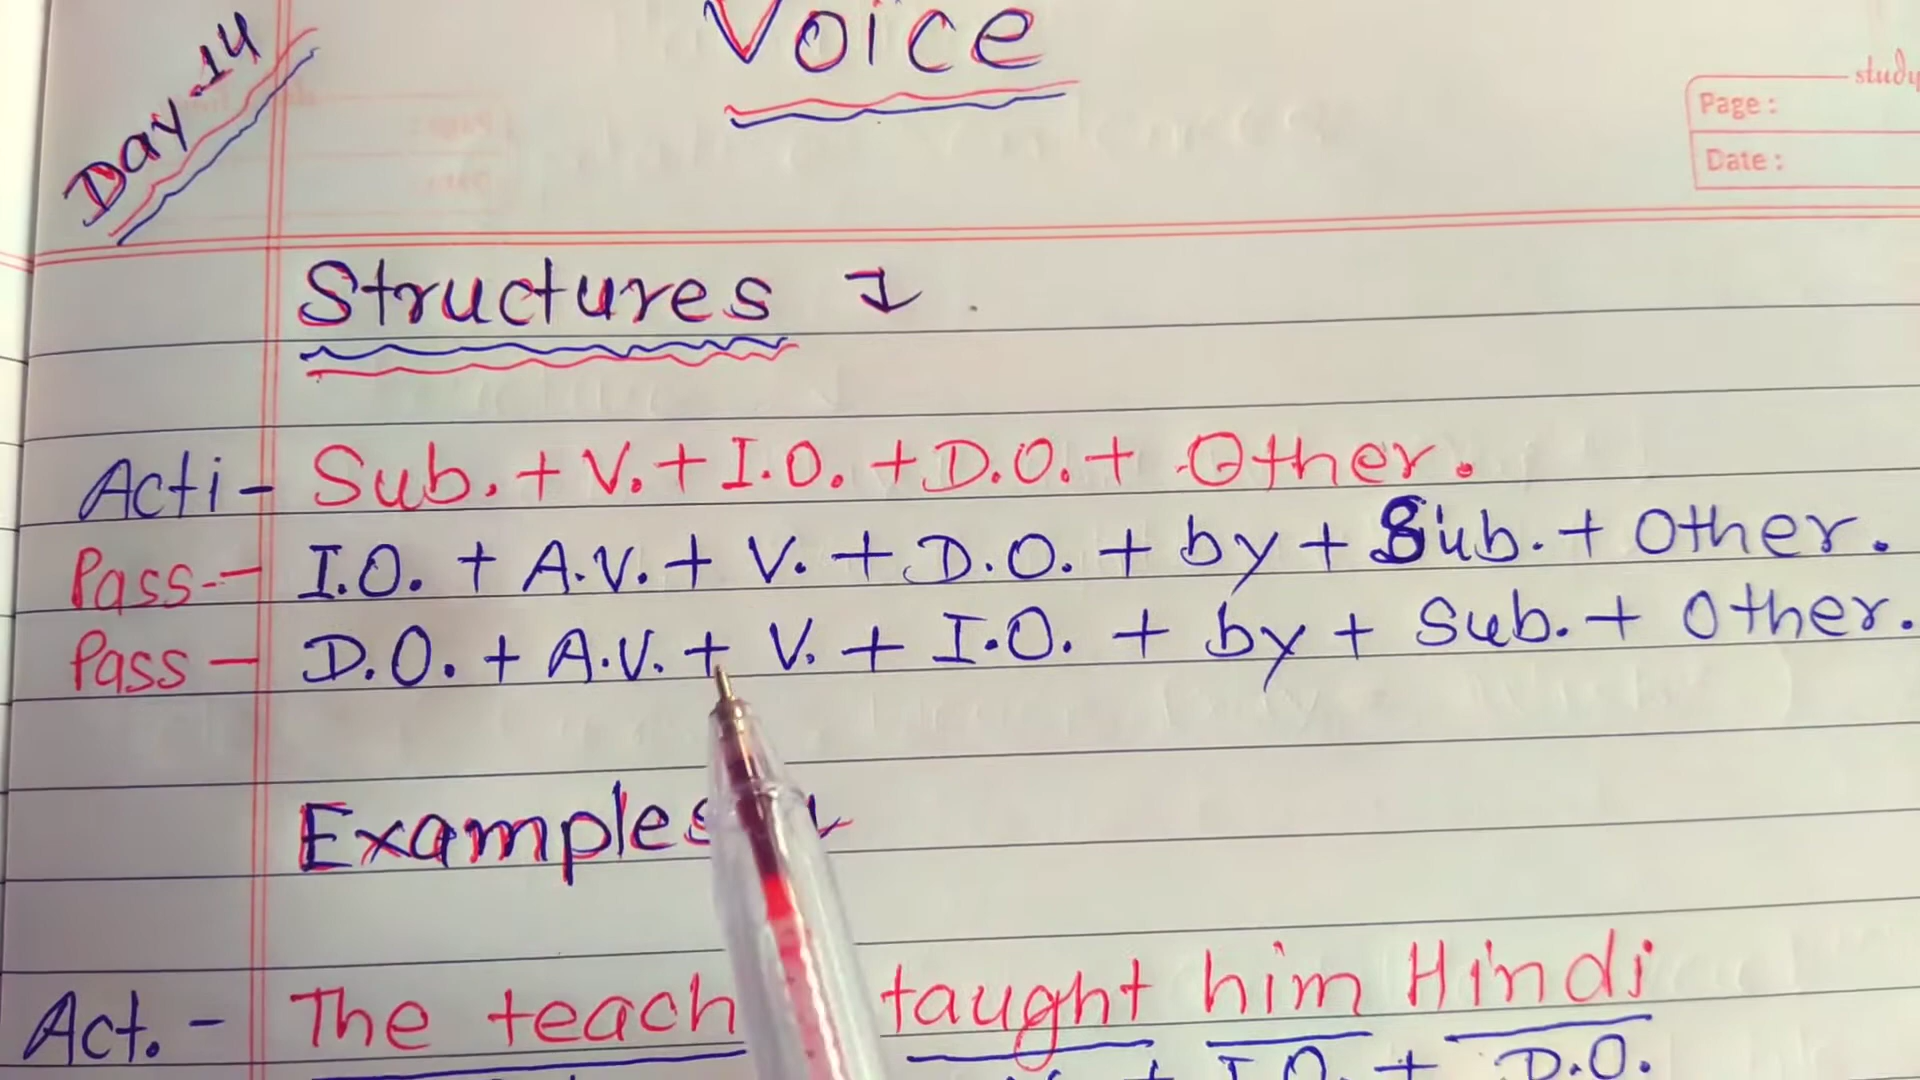 Day-14
Voice
study
Page :
Date :
Structures
Acti- Sub. + V. + I.O. + D.O. + Other.
Pass.- I.O. + A.V. + V. + D.O. + by + Sub. + Other.
Pass - D.O. + A.V. + V. + I.O. + by + Sub. + Other.
Examples
Act. - The teach taught him Hindi
+ I.O. + D.O.